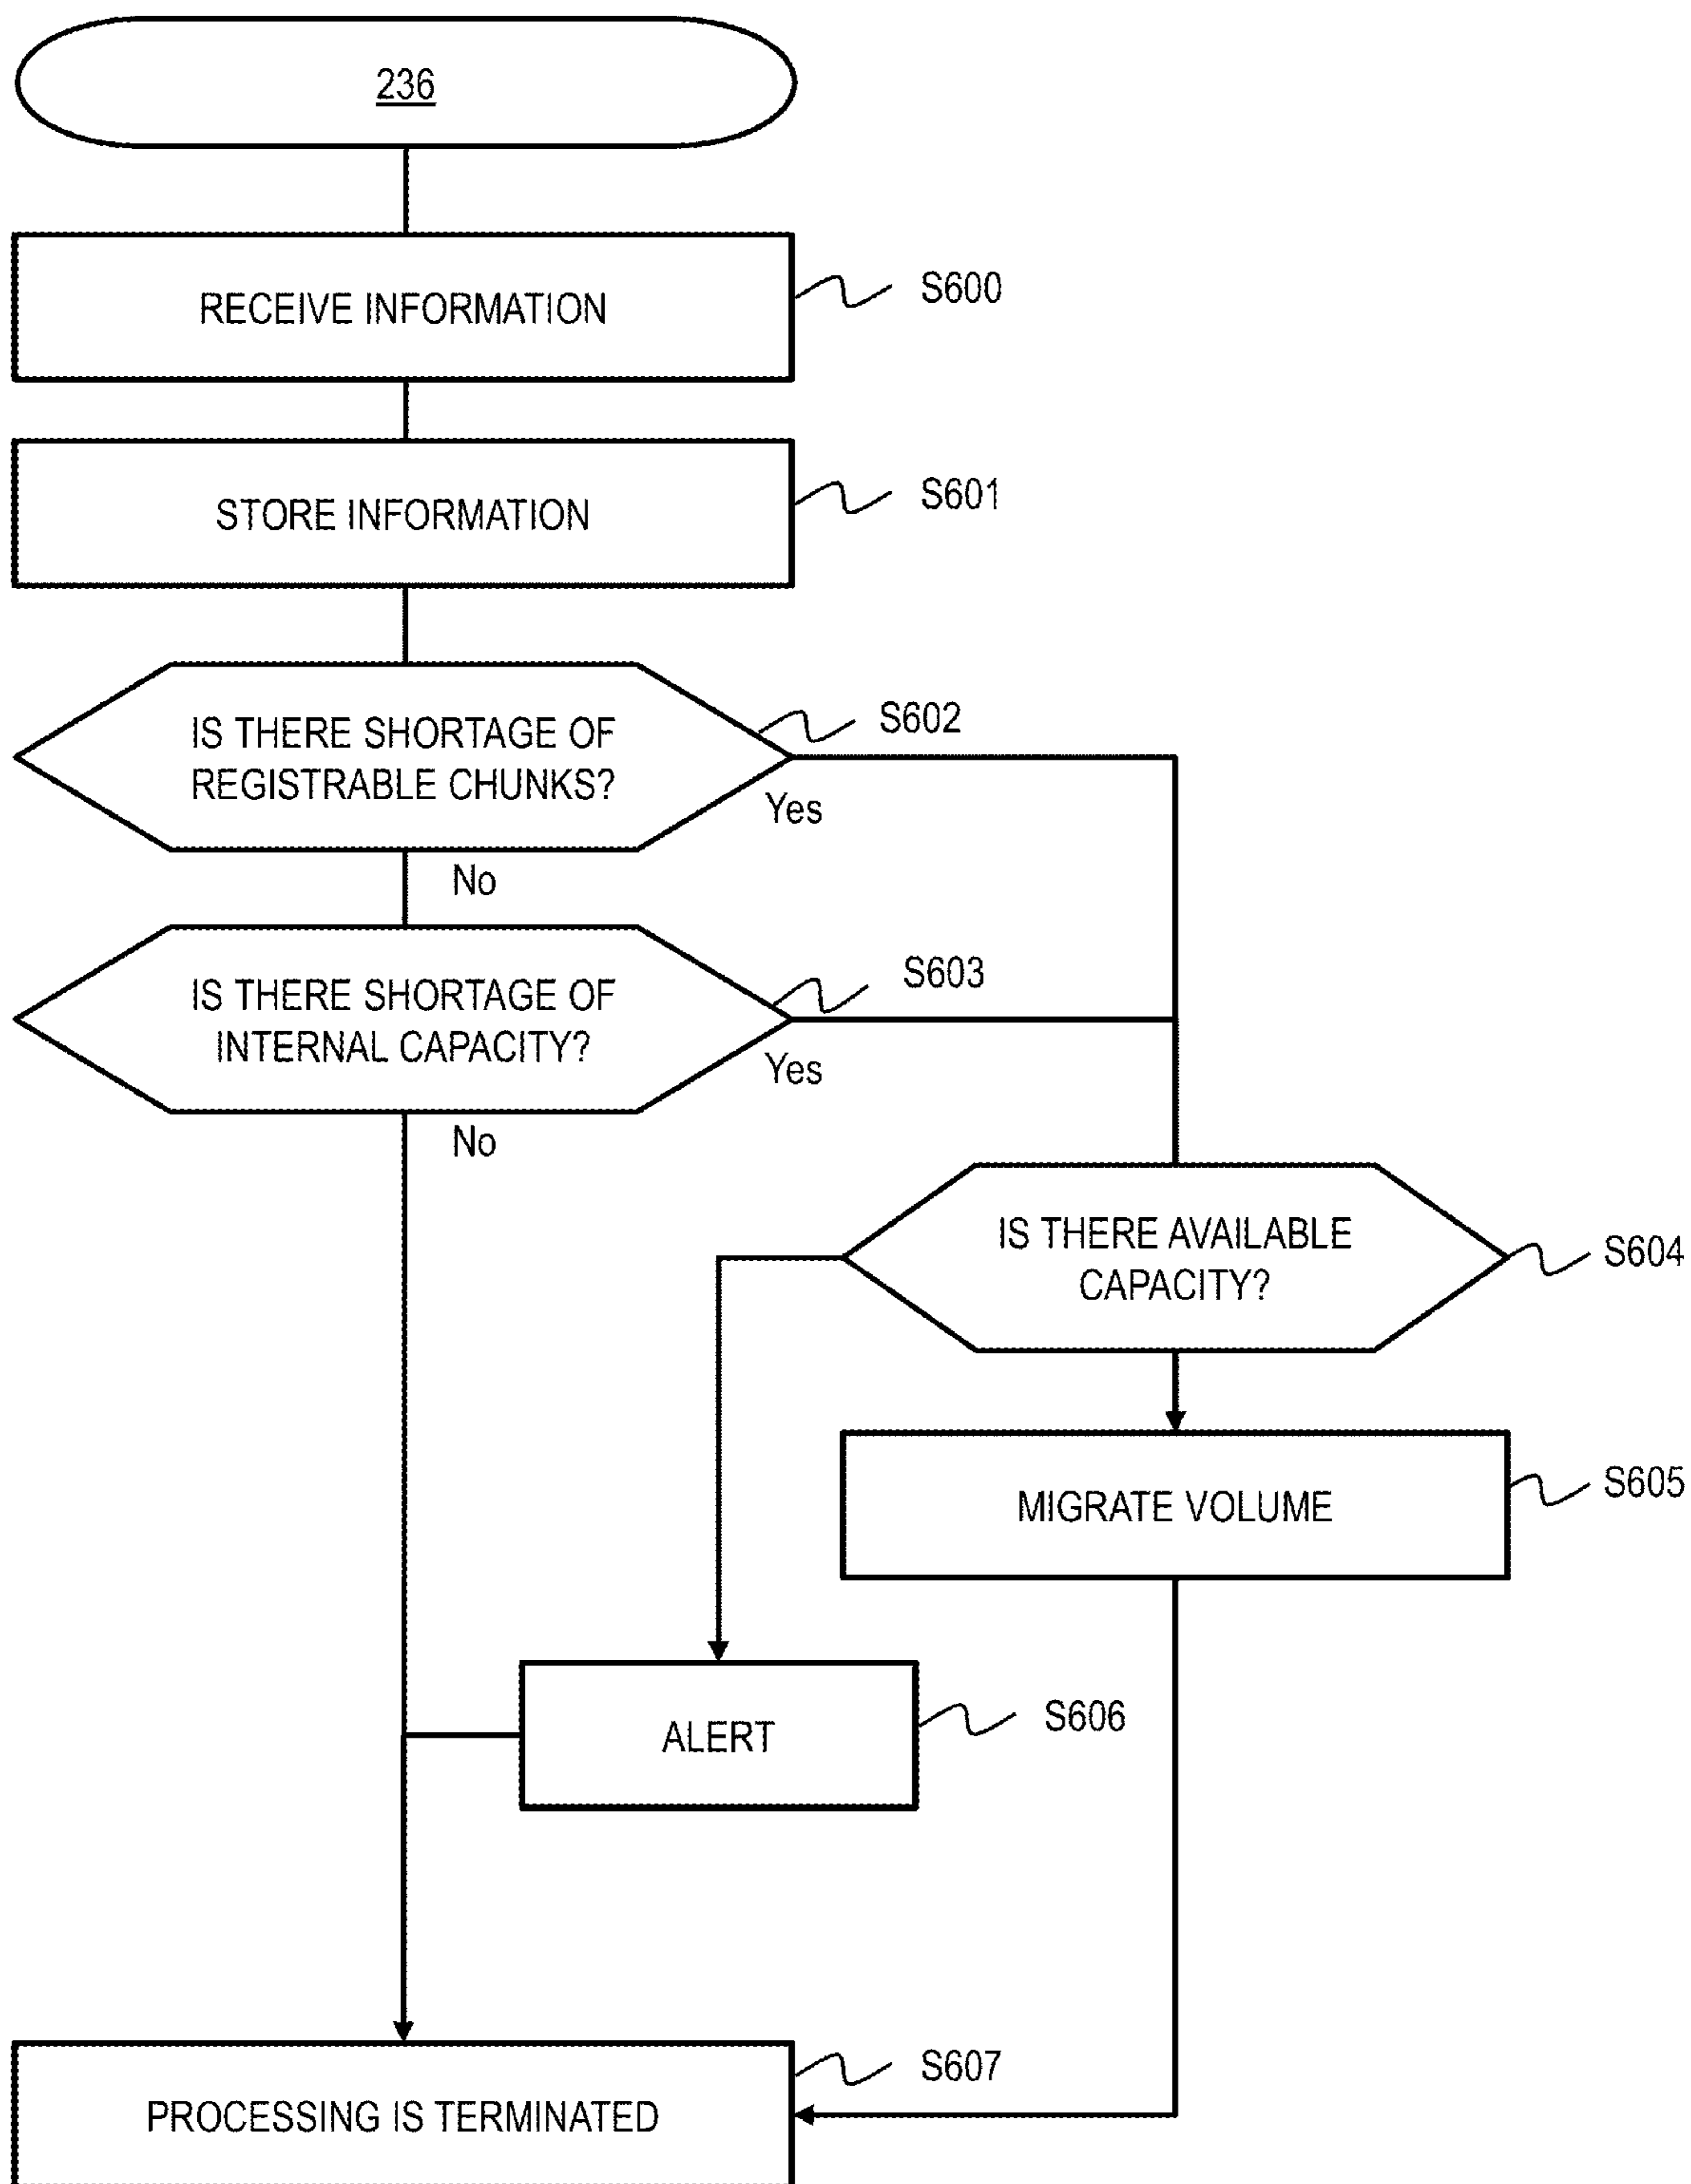 236
RECEIVE INFORMATION
S600
STORE INFORMATION
S601
IS THERE SHORTAGE OF
REGISTRABLE CHUNKS?
S602
Yes
No
IS THERE SHORTAGE OF
INTERNAL CAPACITY?
S603
Yes
No
IS THERE AVAILABLE
CAPACITY?
S604
MIGRATE VOLUME
S605
ALERT
S606
PROCESSING IS TERMINATED
S607